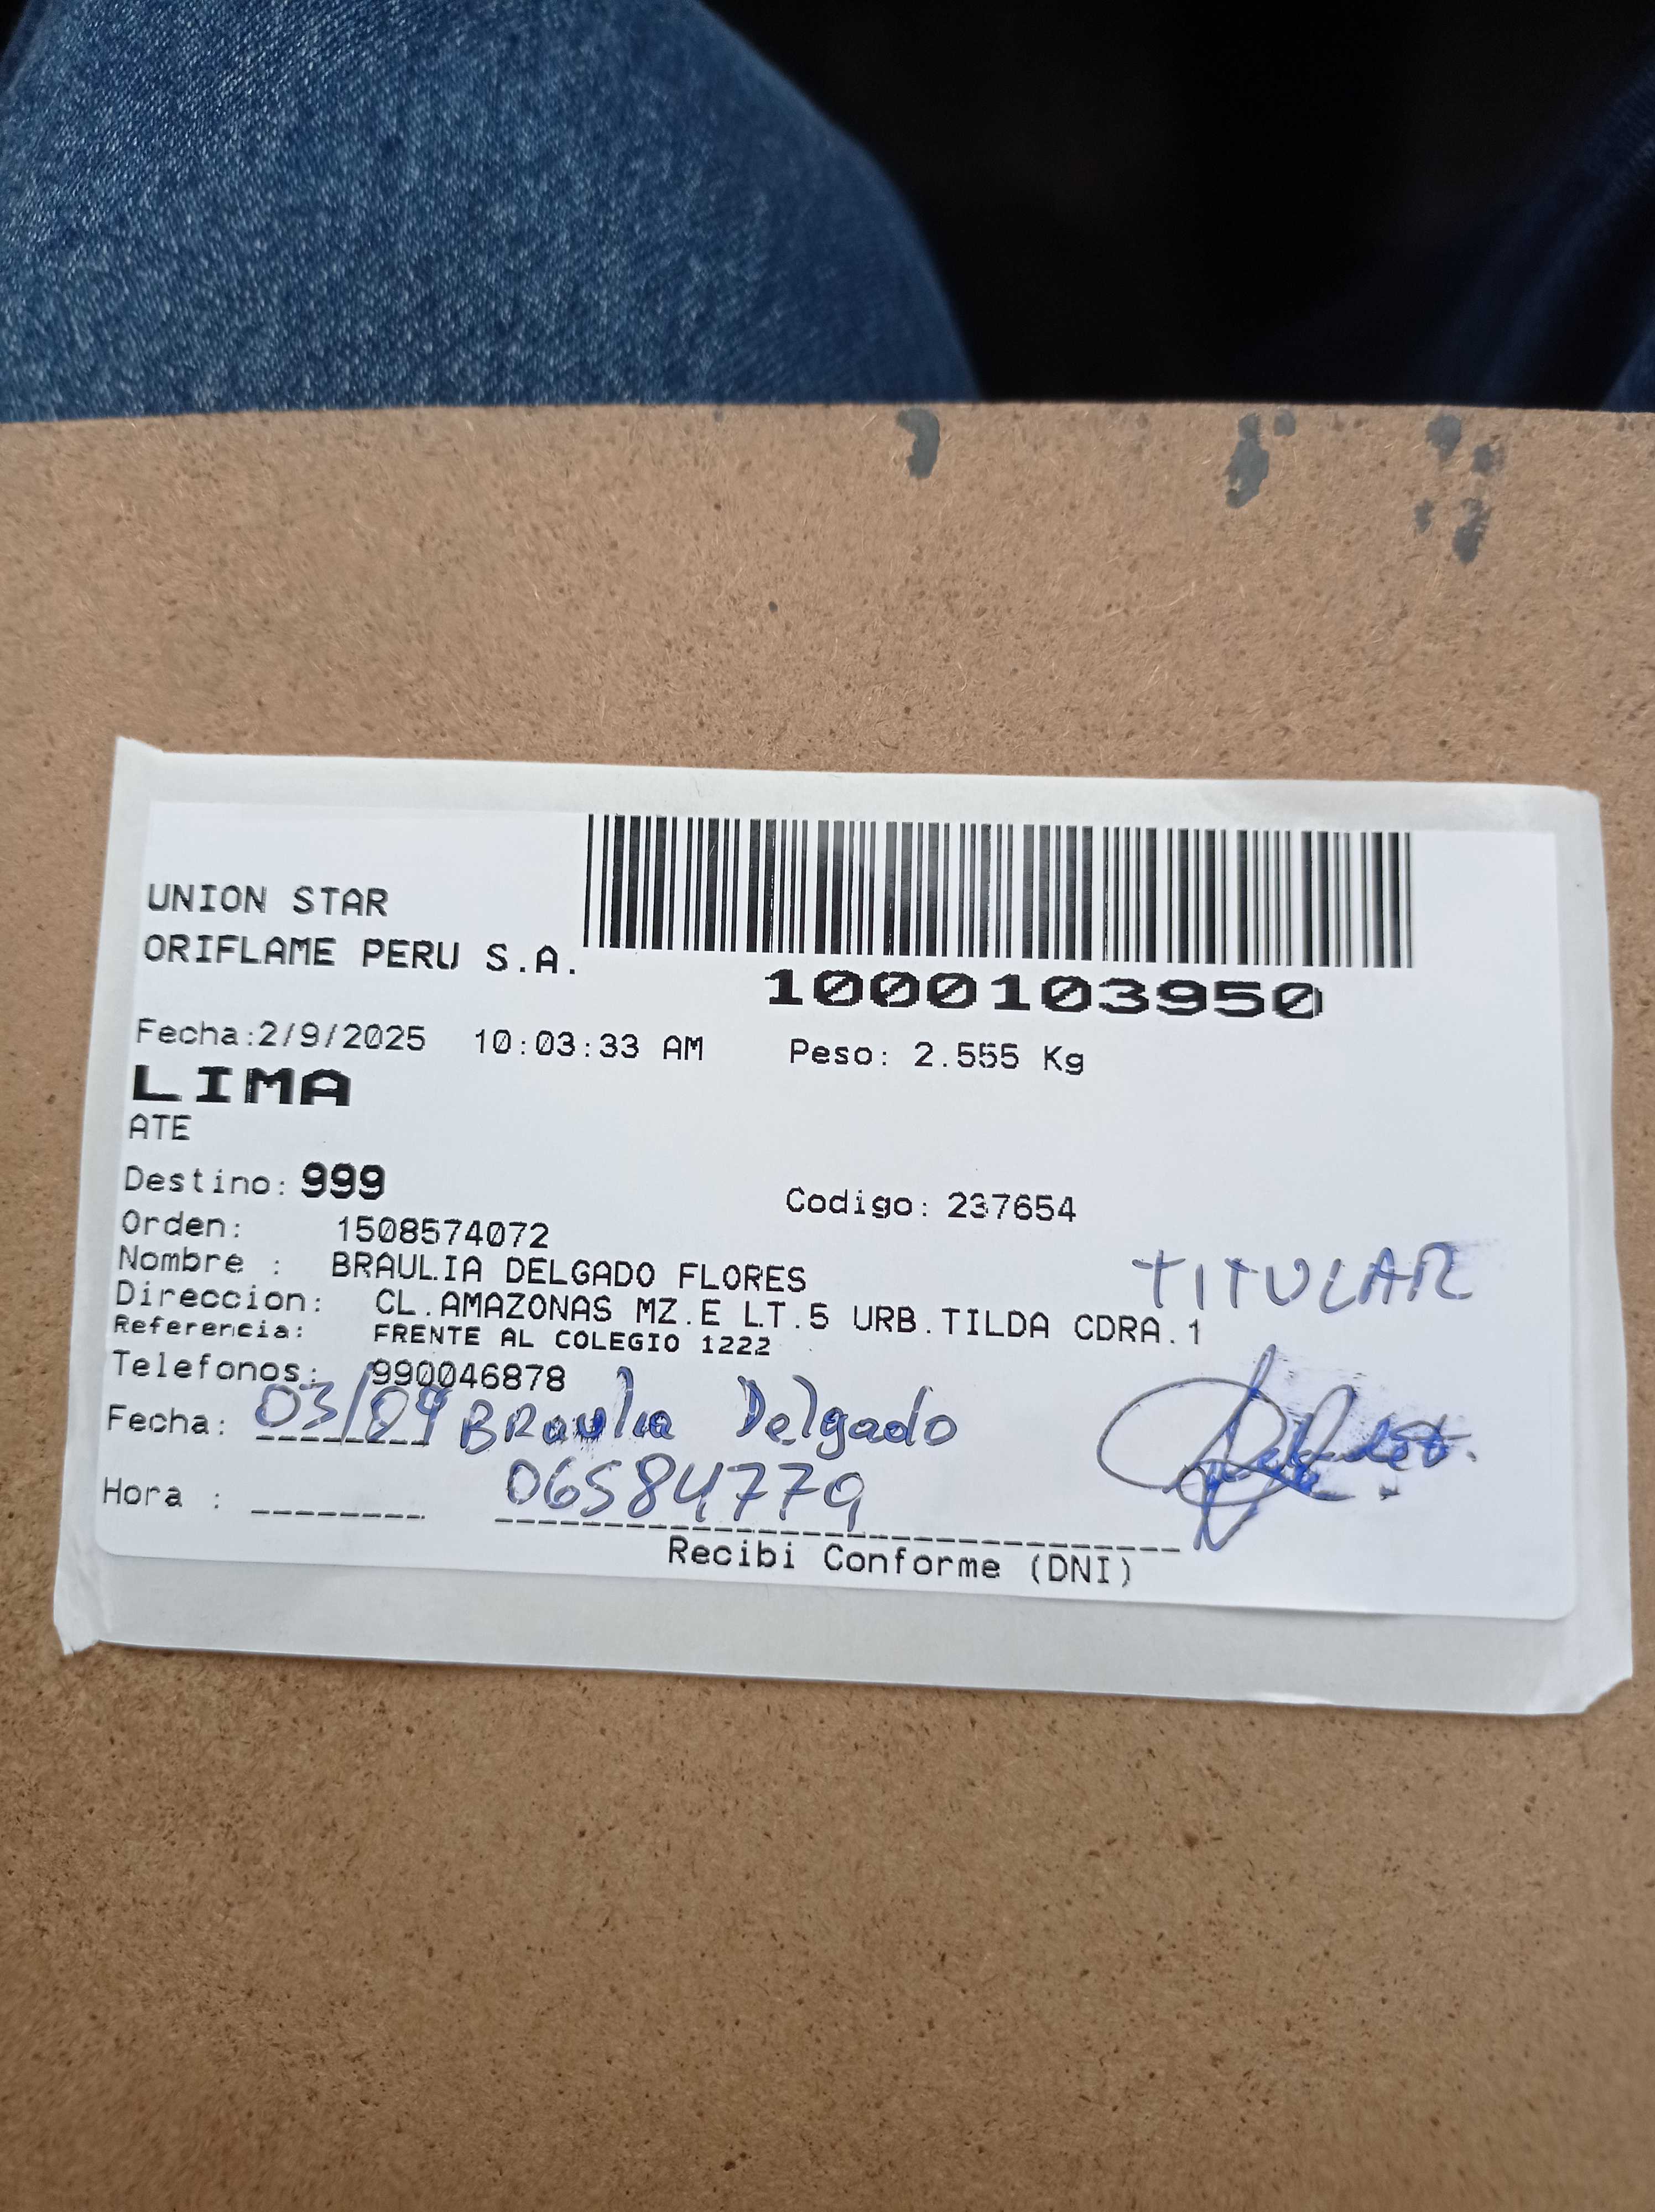 UNION STAR
ORIFLAME PERU S.A.
1000103950
Fecha:2/9/2025 10:03:33 AM Peso: 2.555 Kg
LIMA
ATE
Destino: 999 Codigo: 237654
Orden: 1508574072
Nombre : BRAULIA DELGADO FLORES
TITULAR
Direccion: CL.AMAZONAS MZ.E LT.5 URB.TILDA CDRA.1
Referencia: FRENTE AL COLEGIO 1222
Telefonos: 990046878
Fecha: 03/09 BRaulia Delgado
Hora : 06584779
Recibi Conforme (DNI)